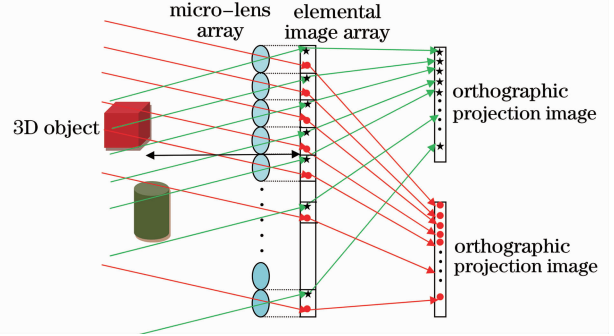 micro-lens
array
elemental
image array
3D object
orthographic
projection image
orthographic
projection image